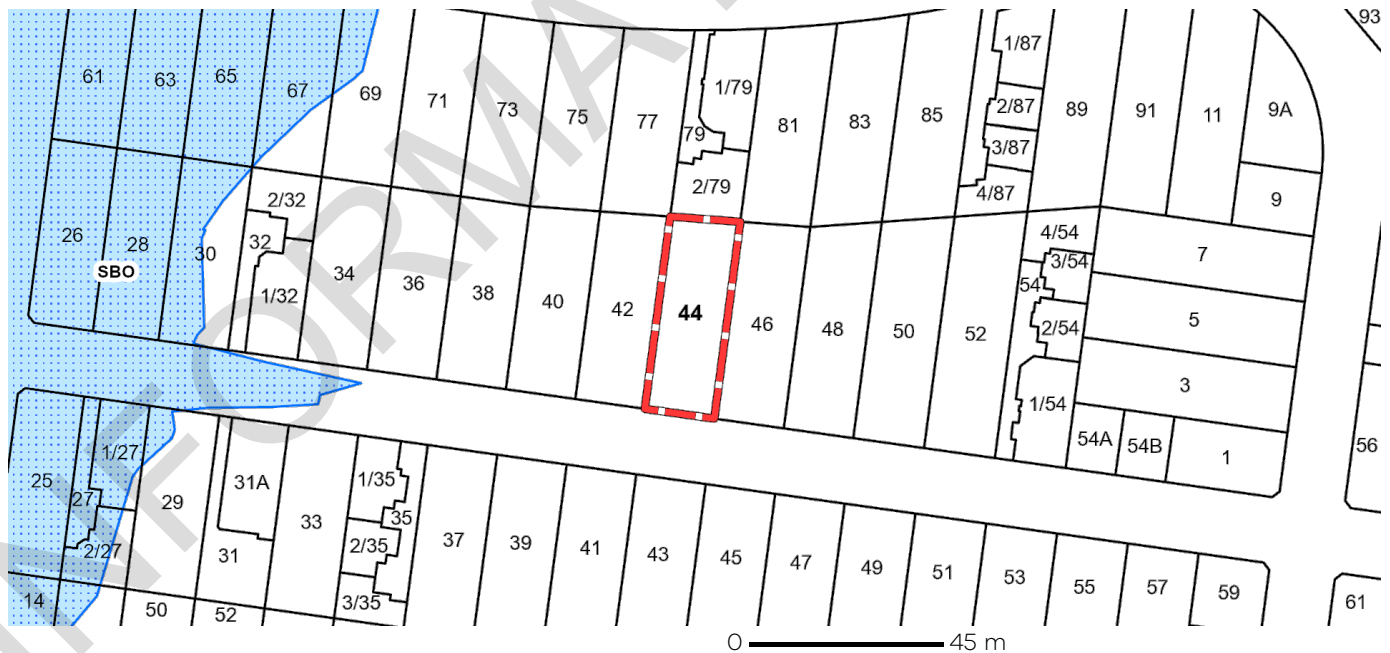 93
61 63 65 67 69 71 73 75 77 79 1/79 2/79 81 83 85 1/87 2/87 3/87 4/87 89 91 11 9A
9
26 28 SBO 30 2/32 32 1/32 34 36 38 40 42 44 46 48 50 52 4/54 3/54 54 2/54 1/54 7
5
3
54A 54B 1 56
25 27 1/27 2/27 29 31A 31 33 1/35 35 2/35 3/35 37 39 41 43 45 47 49 51 53 55 57 59 61
14 50 52
0 45 m
INFORMA